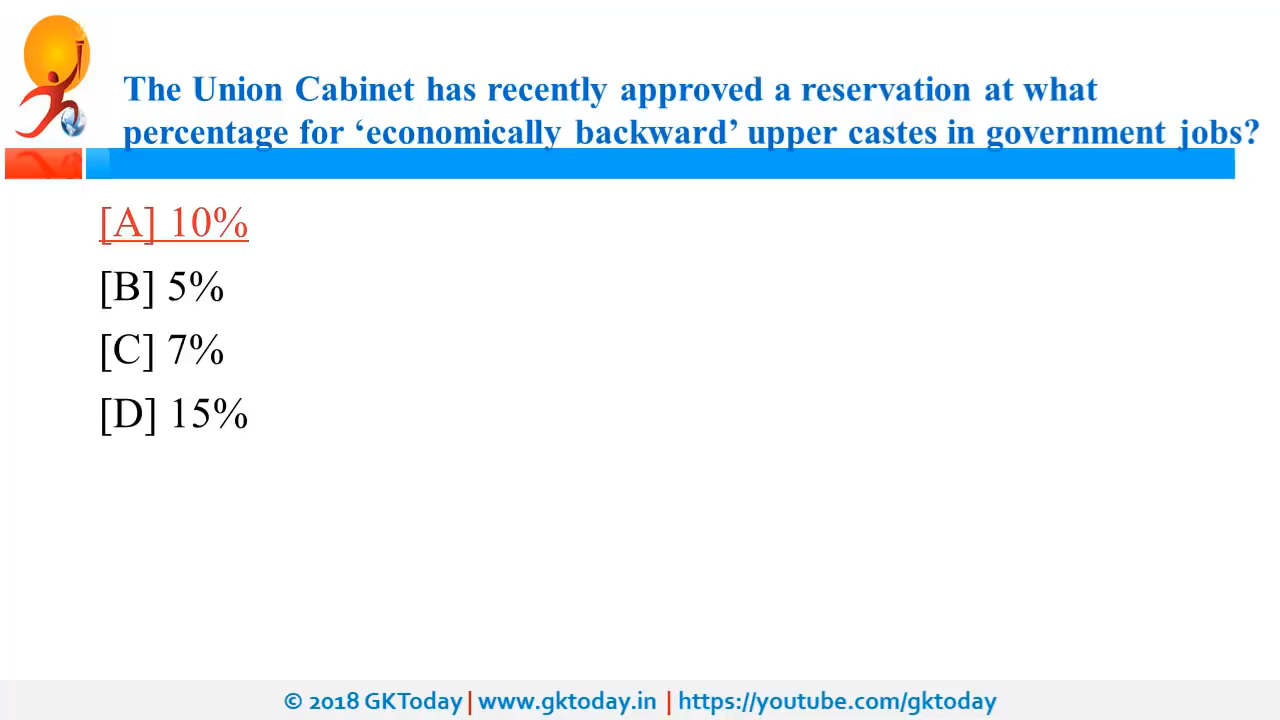 The Union Cabinet has recently approved a reservation at what
percentage for ‘economically backward’ upper castes in government jobs?
[A] 10%
[B] 5%
[C] 7%
[D] 15%
© 2018 GKToday | www.gktoday.in | https://youtube.com/gktoday